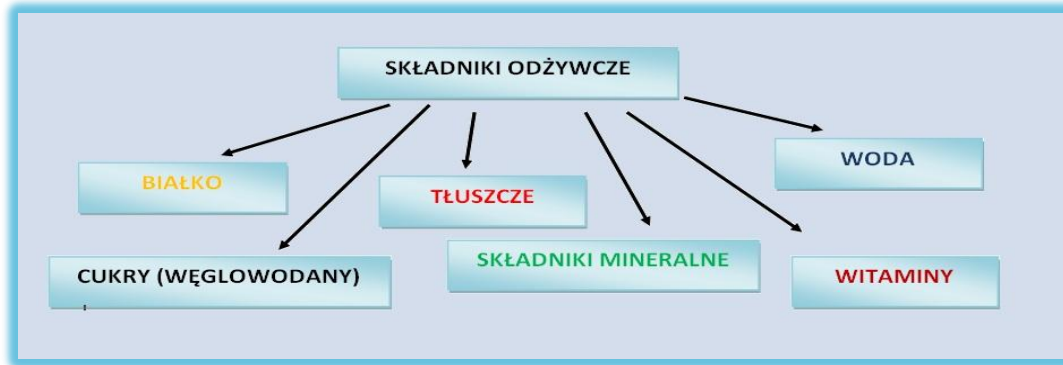 SKŁADNIKI ODŻYWCZE
BIAŁKO
TŁUSZCZE
WODA
CUKRY (WĘGLOWODANY)
SKŁADNIKI MINERALNE
WITAMINY